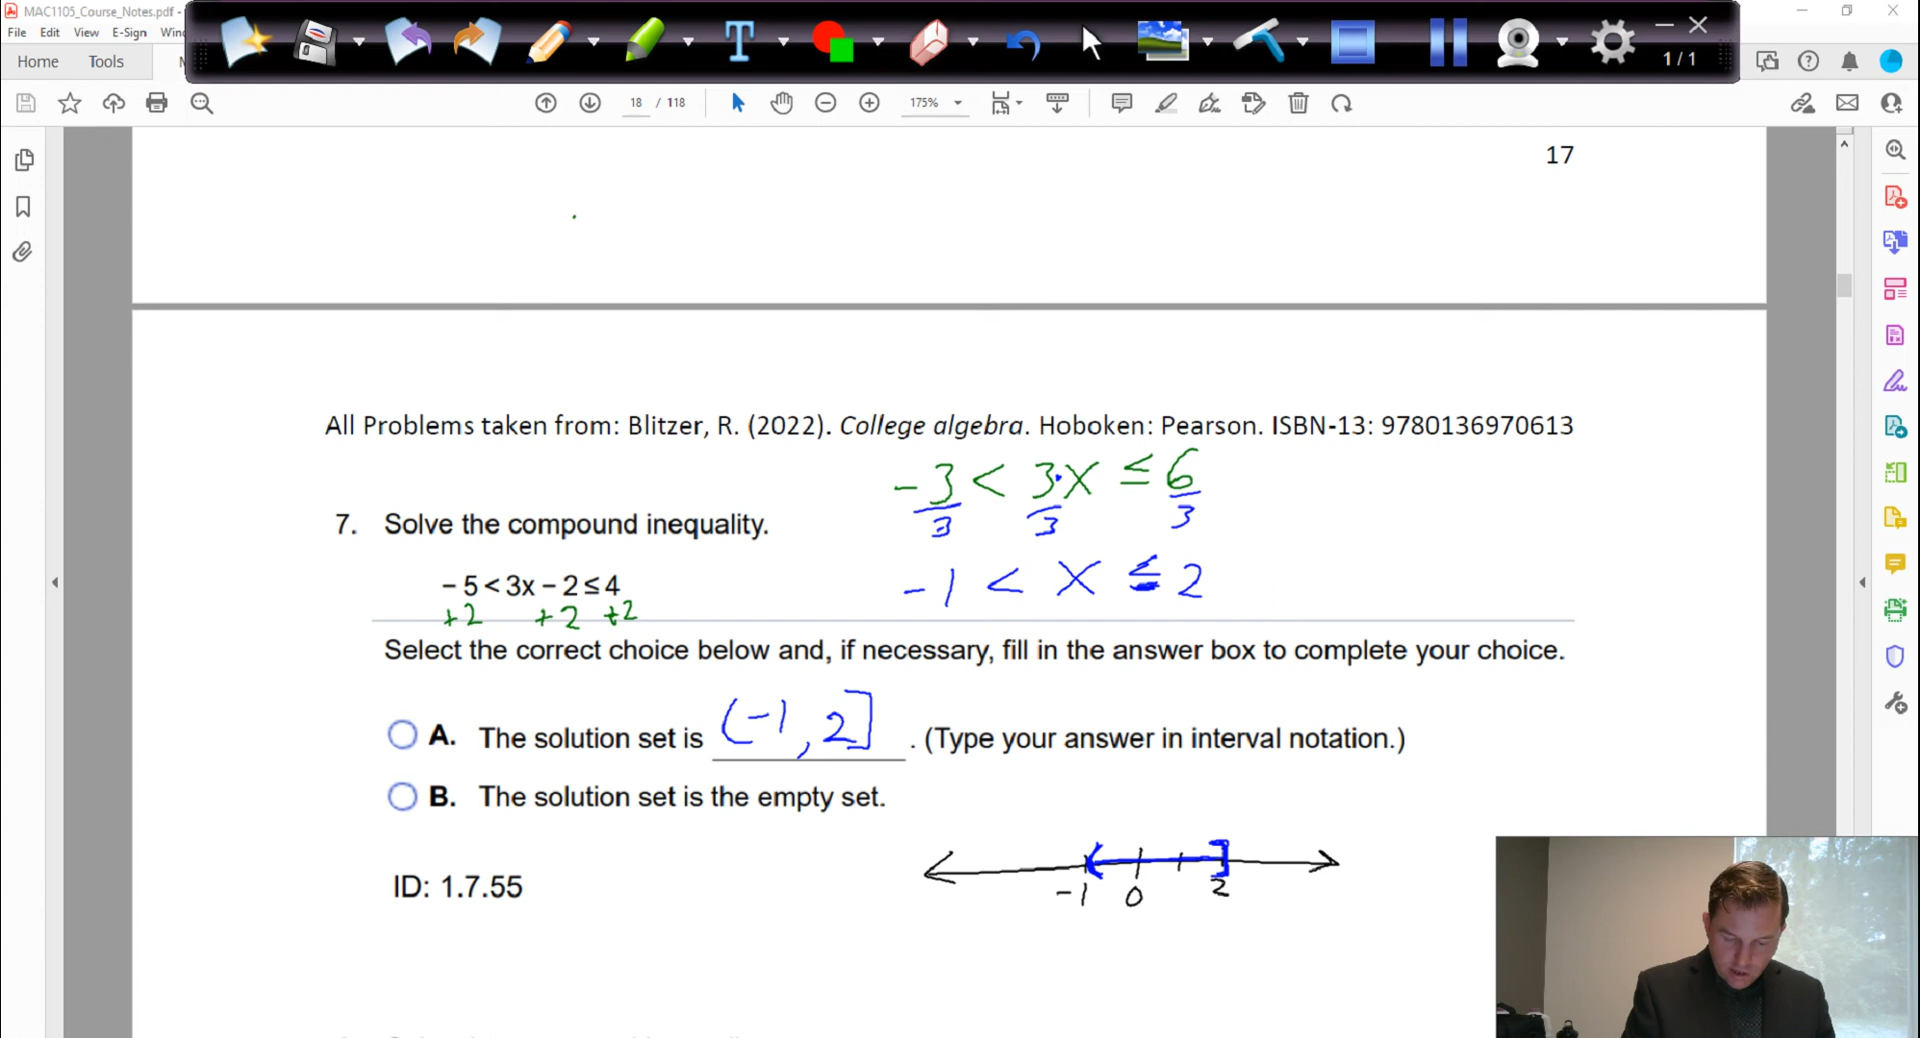 MAC1105_Course_Notes.pdf -
File Edit View E-Sign
1/1
Home Tools
18 / 118
175%
17
All Problems taken from: Blitzer, R. (2022). College algebra. Hoboken: Pearson. ISBN-13: 9780136970613
-3 < 3·x ≤ 6
3 3 3
7. Solve the compound inequality.
-1 < x ≤ 2
− 5 < 3x − 2 ≤ 4
+2 +2 +2
Select the correct choice below and, if necessary, fill in the answer box to complete your choice.
A. The solution set is (-1, 2] . (Type your answer in interval notation.)
B. The solution set is the empty set.
ID: 1.7.55
-1 0 2